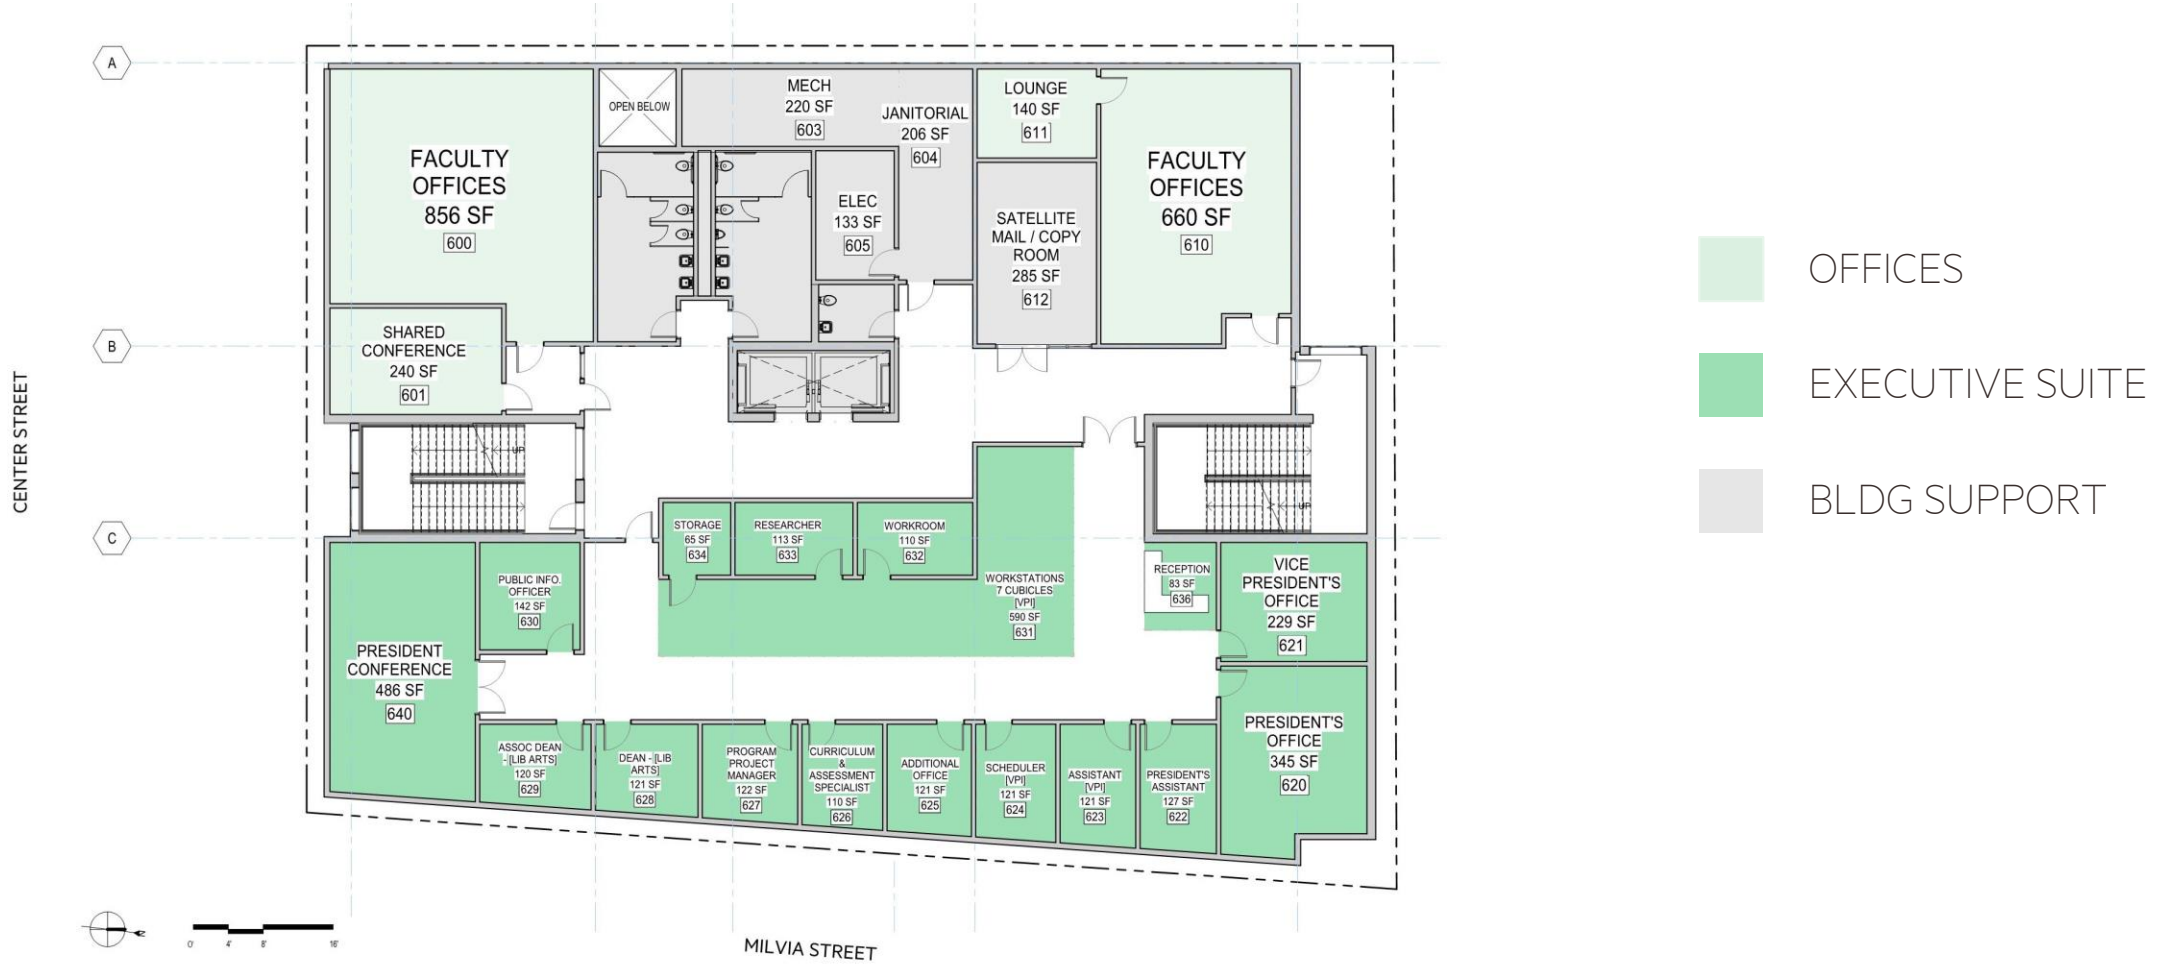 A
B
C
CENTER STREET
MILVIA STREET
FACULTY
OFFICES
856 SF
600
SHARED
CONFERENCE
240 SF
601
OPEN BELOW
MECH
220 SF
603
JANITORIAL
206 SF
604
ELEC
133 SF
605
LOUNGE
140 SF
611
SATELLITE
MAIL / COPY
ROOM
285 SF
612
FACULTY
OFFICES
660 SF
610
UP
UP
STORAGE
65 SF
634
RESEARCHER
113 SF
633
WORKROOM
110 SF
632
WORKSTATIONS
7 CUBICLES
[VPI]
590 SF
631
RECEPTION
83 SF
636
VICE
PRESIDENT'S
OFFICE
229 SF
621
PUBLIC INFO.
OFFICER
142 SF
630
PRESIDENT
CONFERENCE
486 SF
640
ASSOC DEAN
- [LIB ARTS]
120 SF
629
DEAN - [LIB
ARTS]
121 SF
628
PROGRAM
PROJECT
MANAGER
122 SF
627
CURRICULUM
&
ASSESSMENT
SPECIALIST
110 SF
626
ADDITIONAL
OFFICE
121 SF
625
SCHEDULER
[VPI]
121 SF
624
ASSISTANT
[VPI]
121 SF
623
PRESIDENT'S
ASSISTANT
127 SF
622
PRESIDENT'S
OFFICE
345 SF
620
0' 4' 8' 16'
OFFICES
EXECUTIVE SUITE
BLDG SUPPORT